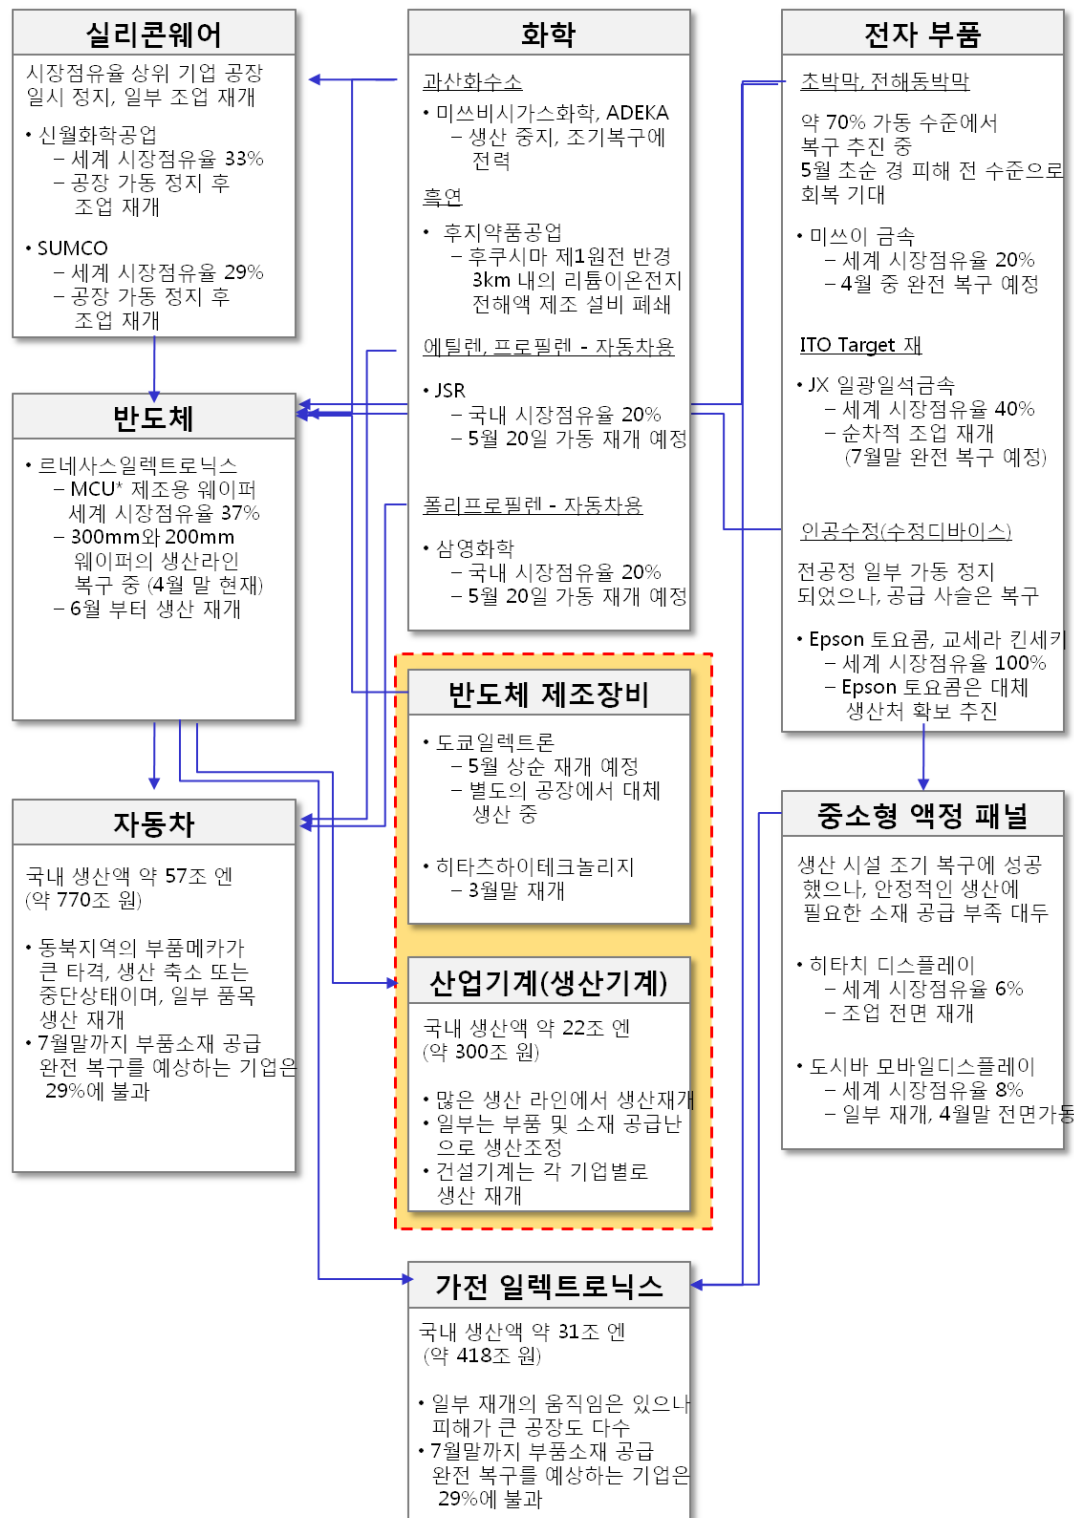 실리콘웨어
시장점유율 상위 기업 공장
일시 정지, 일부 조업 재개
• 신월화학공업
– 세계 시장점유율 33%
– 공장 가동 정지 후
조업 재개
• SUMCO
– 세계 시장점유율 29%
– 공장 가동 정지 후
조업 재개
반도체
• 르네사스일렉트로닉스
– MCU* 제조용 웨이퍼
세계 시장점유율 37%
– 300mm와 200mm
웨이퍼의 생산라인
복구 중 (4월 말 현재)
– 6월 부터 생산 재개
자동차
국내 생산액 약 57조 엔
(약 770조 원)
• 동북지역의 부품메카가
큰 타격, 생산 축소 또는
중단상태이며, 일부 품목
생산 재개
• 7월말까지 부품소재 공급
완전 복구를 예상하는 기업은
29%에 불과
화학
과산화수소
• 미쓰비시가스화학, ADEKA
– 생산 중지, 조기복구에
전력
흑연
• 후지약품공업
– 후쿠시마 제1원전 반경
3km 내의 리튬이온전지
전해액 제조 설비 폐쇄
에틸렌, 프로필렌 - 자동차용
• JSR
– 국내 시장점유율 20%
– 5월 20일 가동 재개 예정
폴리프로필렌 - 자동차용
• 삼영화학
– 국내 시장점유율 20%
– 5월 20일 가동 재개 예정
반도체 제조장비
• 도쿄일렉트론
– 5월 상순 재개 예정
– 별도의 공장에서 대체
생산 중
• 히타츠하이테크놀리지
– 3월말 재개
산업기계(생산기계)
국내 생산액 약 22조 엔
(약 300조 원)
• 많은 생산 라인에서 생산재개
• 일부는 부품 및 소재 공급난
으로 생산조정
• 건설기계는 각 기업별로
생산 재개
가전 일렉트로닉스
국내 생산액 약 31조 엔
(약 418조 원)
• 일부 재개의 움직임은 있으나
피해가 큰 공장도 다수
• 7월말까지 부품소재 공급
완전 복구를 예상하는 기업은
29%에 불과
전자 부품
초박막, 전해동박막
약 70% 가동 수준에서
복구 추진 중
5월 초순 경 피해 전 수준으로
회복 기대
• 미쓰이 금속
– 세계 시장점유율 20%
– 4월 중 완전 복구 예정
ITO Target 재
• JX 일광일석금속
– 세계 시장점유율 40%
– 순차적 조업 재개
(7월말 완전 복구 예정)
인공수정(수정디바이스)
전공정 일부 가동 정지
되었으나, 공급 사슬은 복구
• Epson 토요콤, 교세라 킨세키
– 세계 시장점유율 100%
– Epson 토요콤은 대체
생산처 확보 추진
중소형 액정 패널
생산 시설 조기 복구에 성공
했으나, 안정적인 생산에
필요한 소재 공급 부족 대두
• 히타치 디스플레이
– 세계 시장점유율 6%
– 조업 전면 재개
• 도시바 모바일디스플레이
– 세계 시장점유율 8%
– 일부 재개, 4월말 전면가동